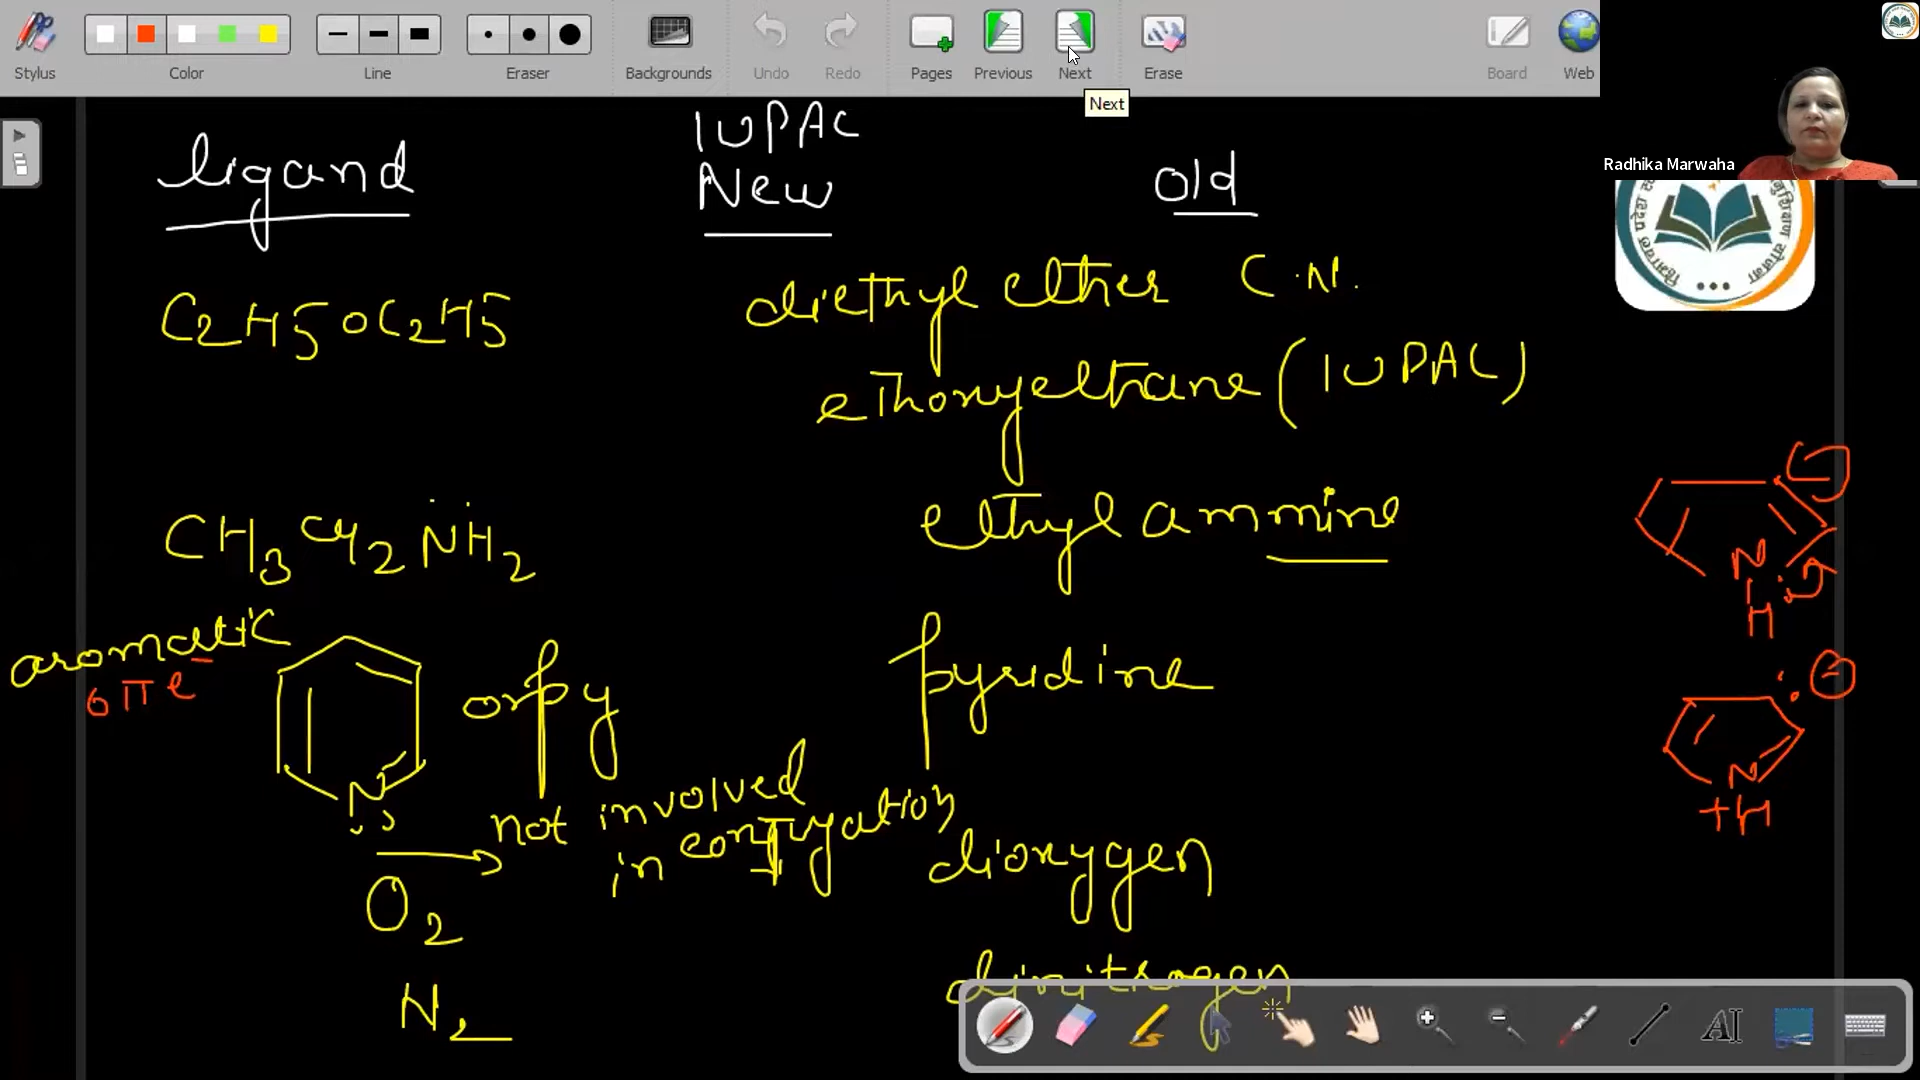 Stylus Color Line Eraser Backgrounds Undo Redo Pages Previous Next Erase Board Web
Next
Radhika Marwaha
ligand
IUPAC
New
old
C2H5OC2H5
diethyl ether C.N.
ethoxyethane (IUPAC)
CH3CH2NH2
ethyl ammine
aromatic
6πe
N
or py
pyridine
not involved
in conjugation
O2
dioxygen
N2
dinitrogen
N
H
N
+H
AI